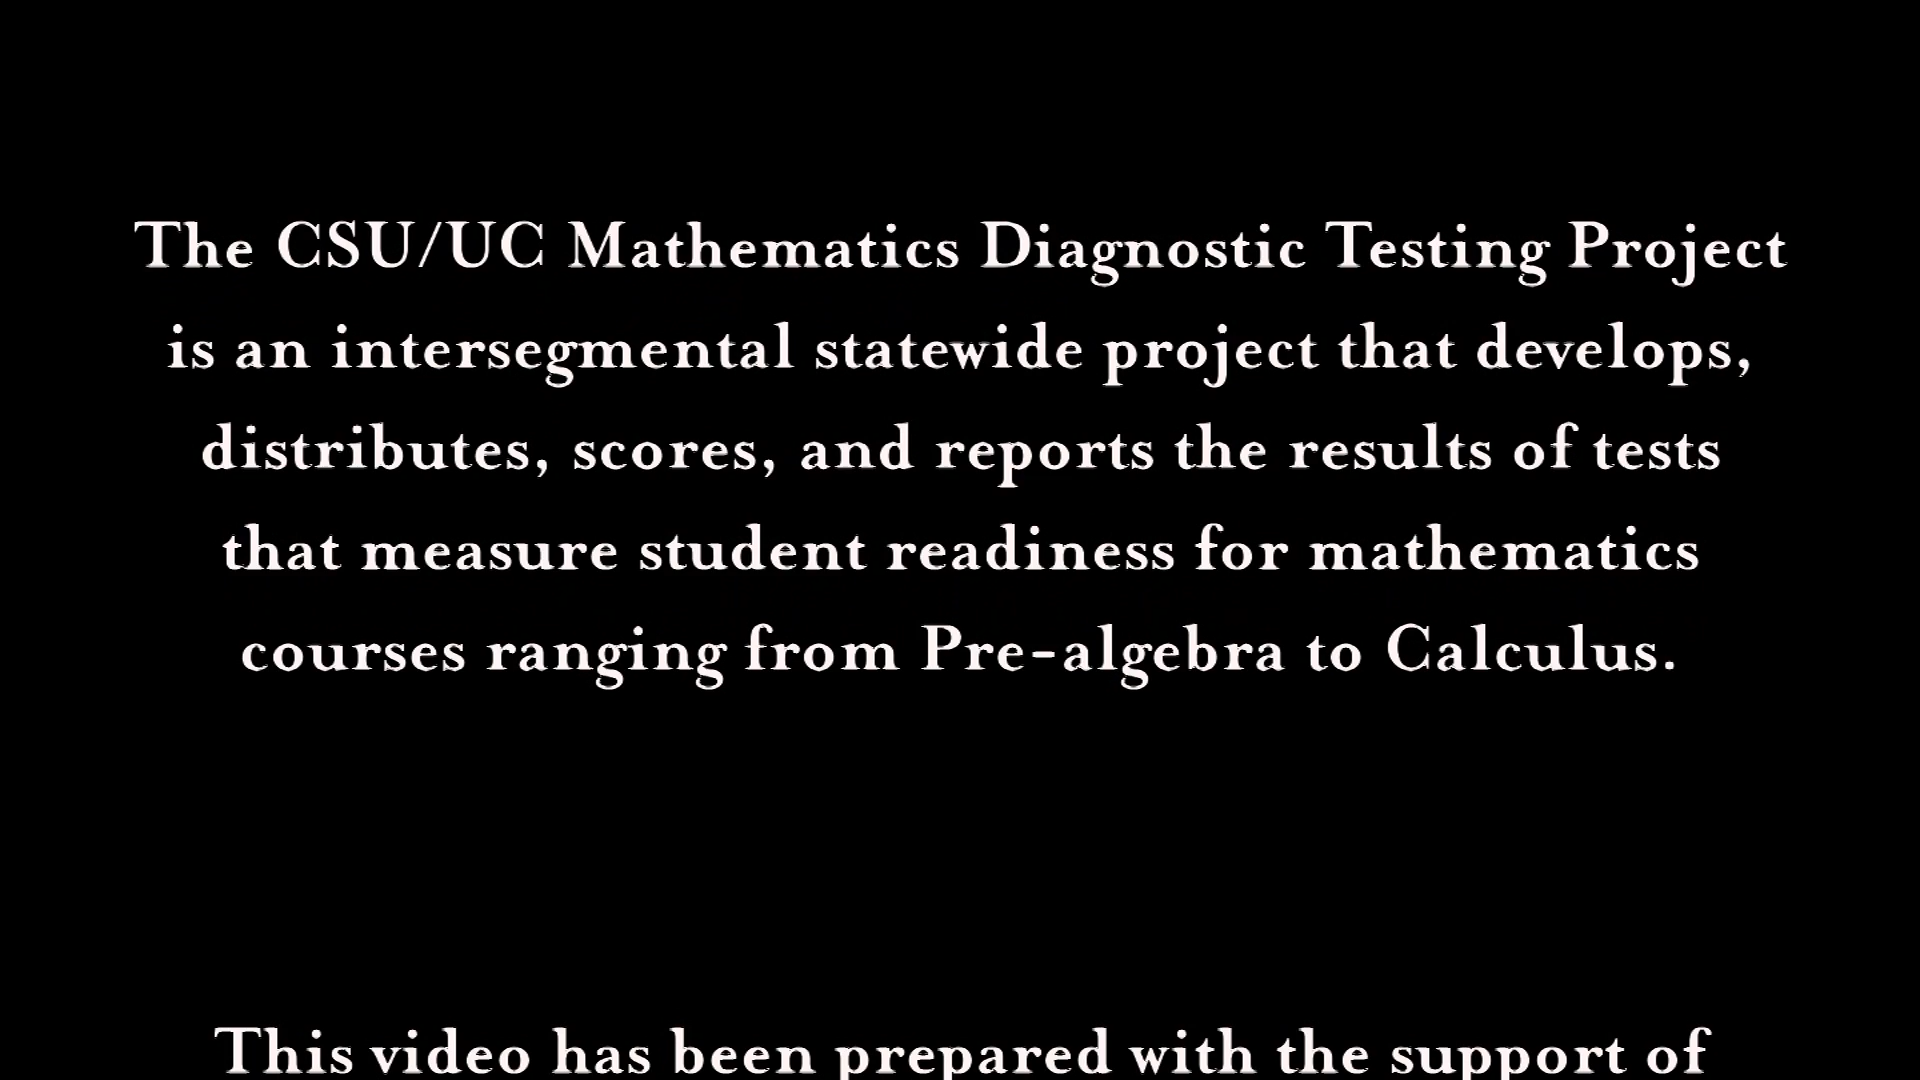 The CSU/UC Mathematics Diagnostic Testing Project
is an intersegmental statewide project that develops,
distributes, scores, and reports the results of tests
that measure student readiness for mathematics
courses ranging from Pre-algebra to Calculus.
This video has been prepared with the support of